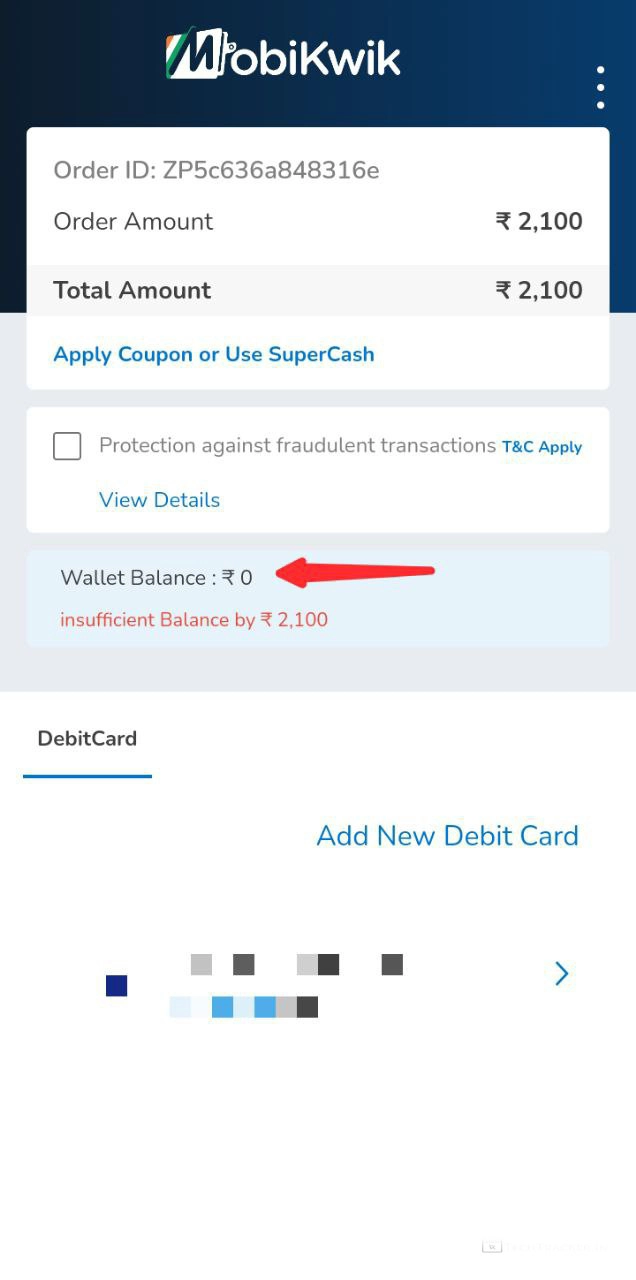 MobiKwik
Order ID: ZP5c636a848316e
Order Amount ₹ 2,100
Total Amount ₹ 2,100
Apply Coupon or Use SuperCash
Protection against fraudulent transactions T&C Apply
View Details
Wallet Balance : ₹ 0
insufficient Balance by ₹ 2,100
DebitCard
Add New Debit Card